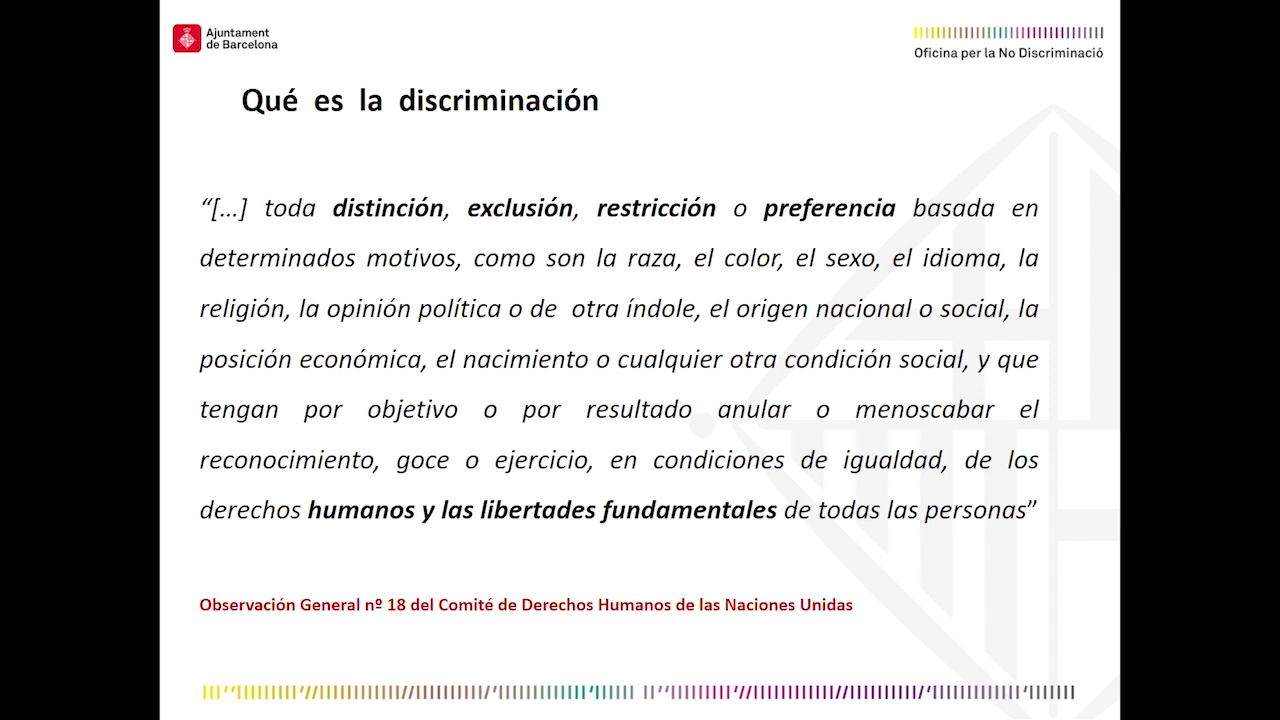 Ajuntament
de Barcelona
Oficina per la No Discriminació
Qué es la discriminación
“[...] toda distinción, exclusión, restricción o preferencia basada en
determinados motivos, como son la raza, el color, el sexo, el idioma, la
religión, la opinión política o de otra índole, el origen nacional o social, la
posición económica, el nacimiento o cualquier otra condición social, y que
tengan por objetivo o por resultado anular o menoscabar el
reconocimiento, goce o ejercicio, en condiciones de igualdad, de los
derechos humanos y las libertades fundamentales de todas las personas”
Observación General nº 18 del Comité de Derechos Humanos de las Naciones Unidas